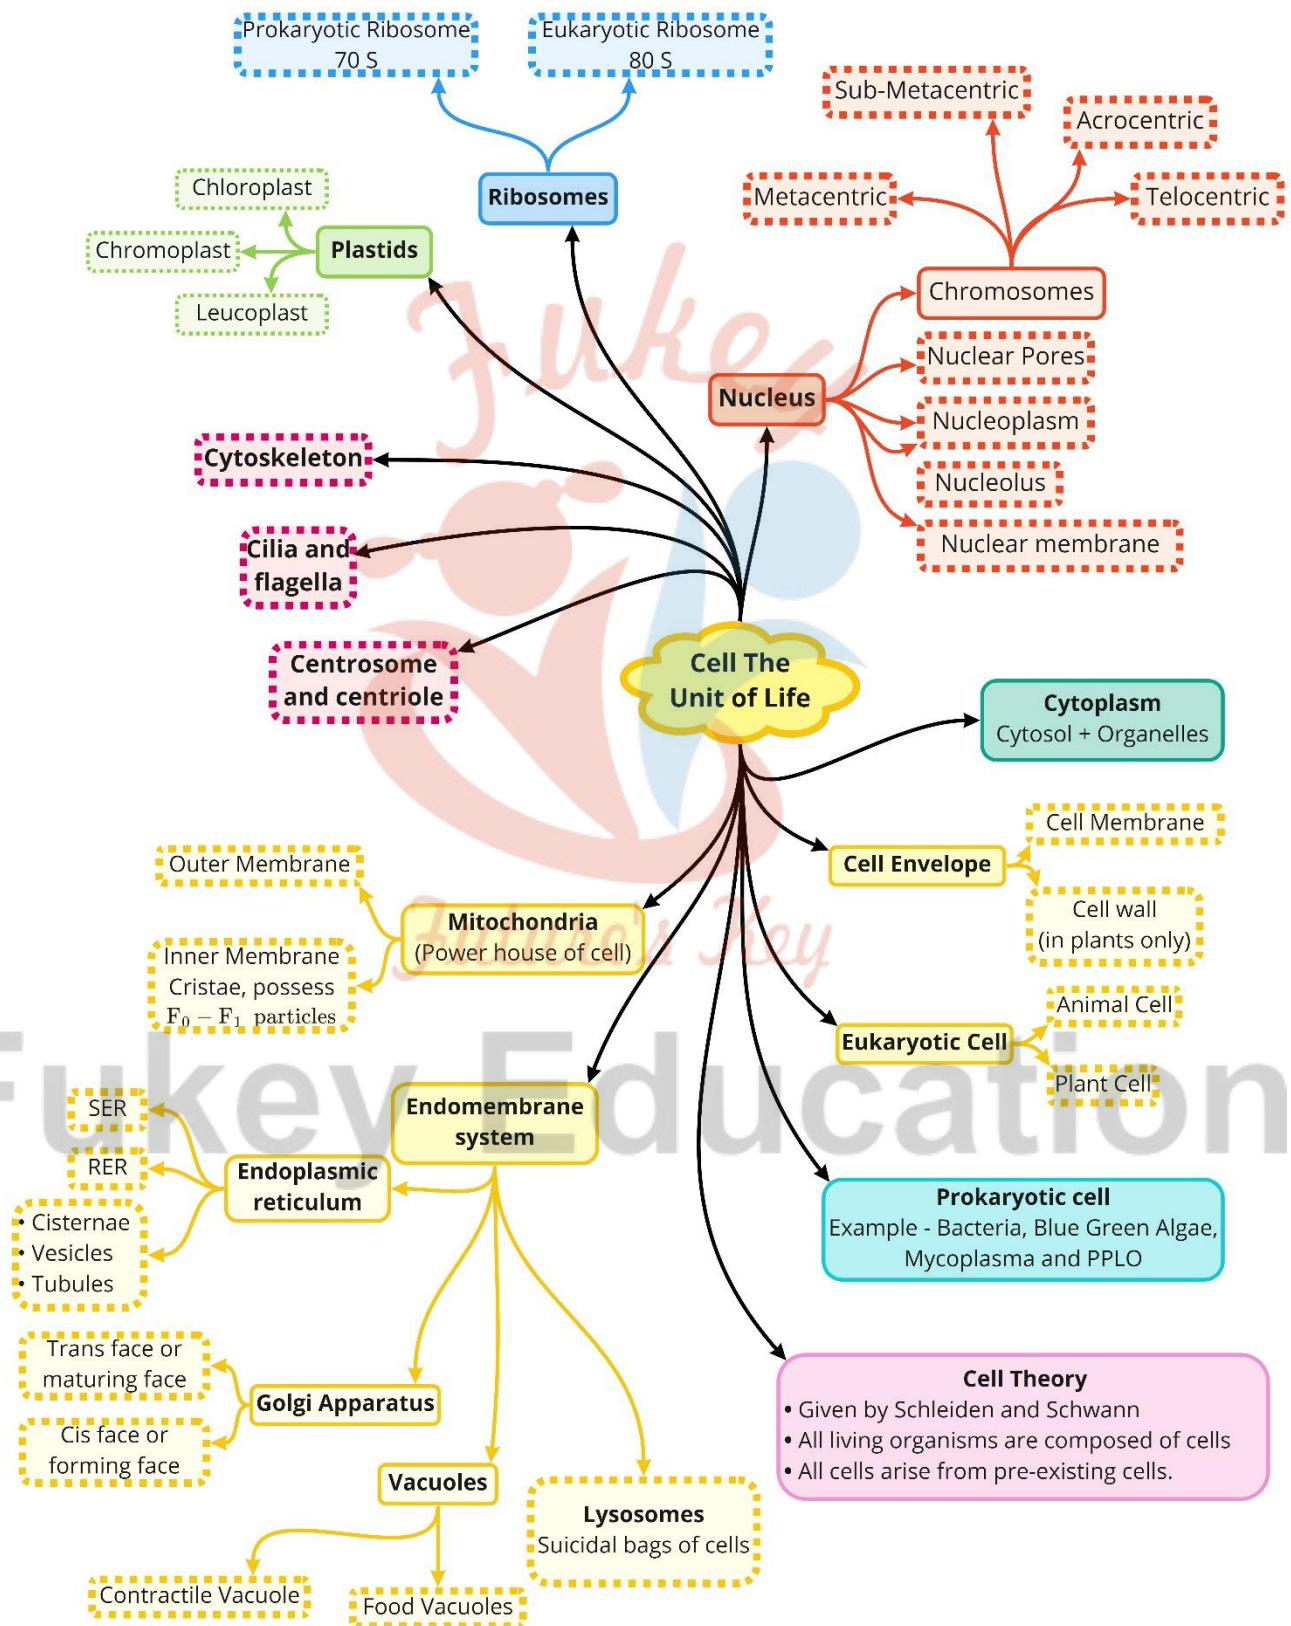 Prokaryotic Ribosome
70 S
Eukaryotic Ribosome
80 S
Sub-Metacentric
Acrocentric
Metacentric
Telocentric
Ribosomes
Chloroplast
Chromoplast
Leucoplast
Plastids
Chromosomes
Nuclear Pores
Nucleus
Nucleoplasm
Nucleolus
Nuclear membrane
Cytoskeleton
Cilia and
flagella
Centrosome
and centriole
Fukey
Cell The
Unit of Life
Cytoplasm
Cytosol + Organelles
Cell Membrane
Cell Envelope
Cell wall
(in plants only)
Outer Membrane
Mitochondria
(Power house of cell)
Inner Membrane
Cristae, possess
F₀ − F₁ particles
Future's Key
Animal Cell
Eukaryotic Cell
Plant Cell
Fukey Education
Endomembrane
system
SER
RER
Endoplasmic
reticulum
• Cisternae
• Vesicles
• Tubules
Prokaryotic cell
Example - Bacteria, Blue Green Algae,
Mycoplasma and PPLO
Trans face or
maturing face
Golgi Apparatus
Cis face or
forming face
Cell Theory
• Given by Schleiden and Schwann
• All living organisms are composed of cells
• All cells arise from pre-existing cells.
Vacuoles
Lysosomes
Suicidal bags of cells
Contractile Vacuole
Food Vacuoles